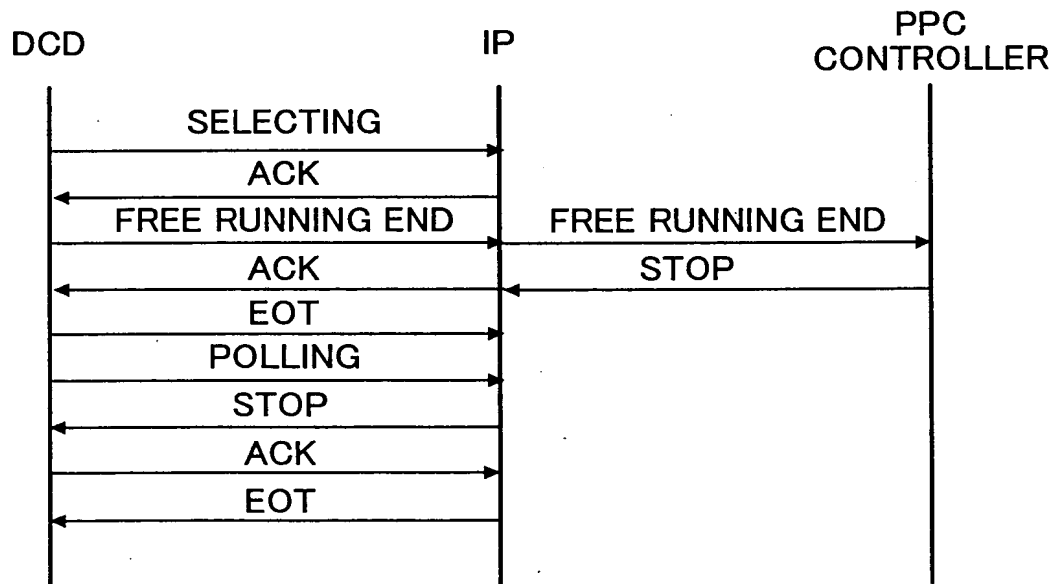 DCD
IP
PPC
CONTROLLER
SELECTING
ACK
FREE RUNNING END
FREE RUNNING END
ACK
STOP
EOT
POLLING
STOP
ACK
EOT